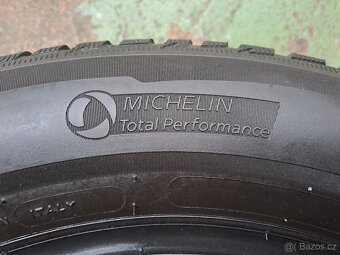 MICHELIN
Total Performance
ITALY
© Bazos.cz